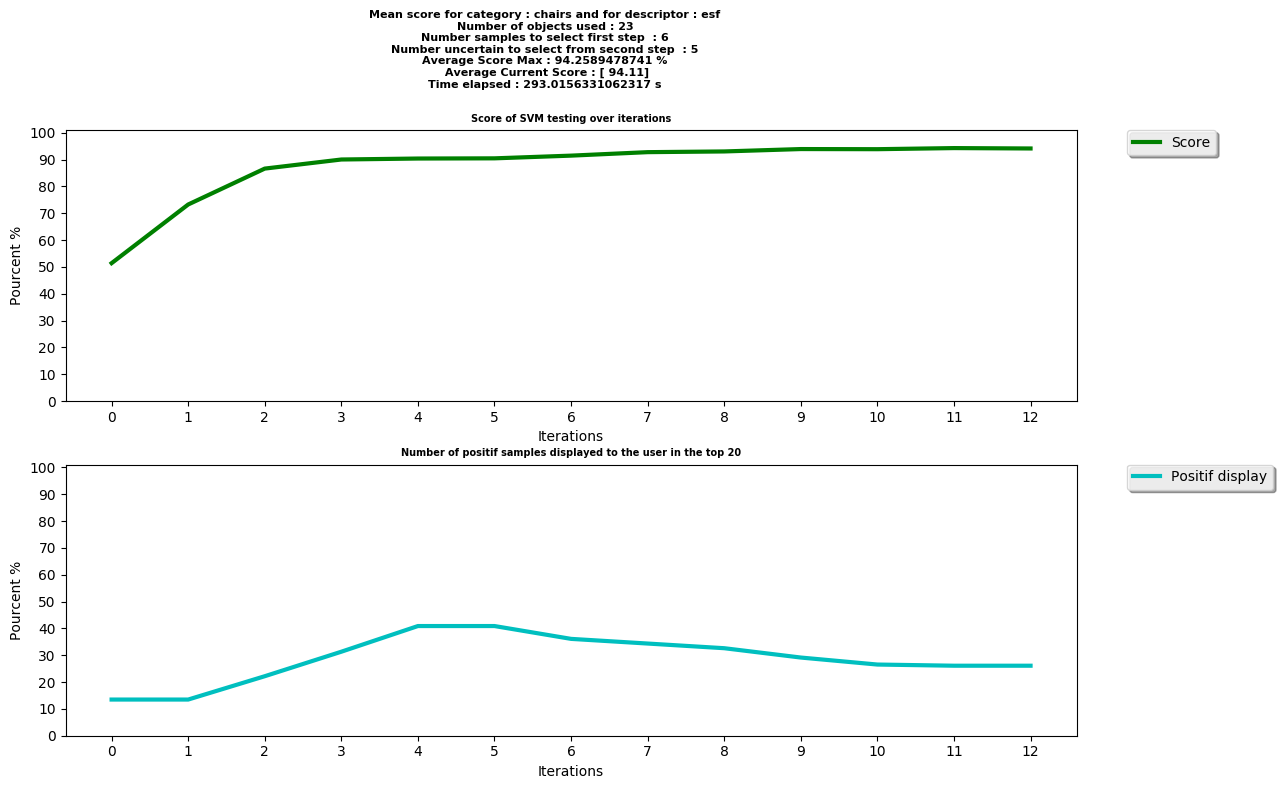 Mean score for category : chairs and for descriptor : esf
Number of objects used : 23
Number samples to select first step  : 6
Number uncertain to select from second step  : 5
Average Score Max : 94.2589478741 %
Average Current Score : [ 94.11]
Time elapsed : 293.0156331062317 s
Score of SVM testing over iterations
Score
100
90
80
70
60
50
40
30
20
10
0
Pourcent %
0 1 2 3 4 5 6 7 8 9 10 11 12
Iterations
Number of positif samples displayed to the user in the top 20
Positif display
100
90
80
70
60
50
40
30
20
10
0
Pourcent %
0 1 2 3 4 5 6 7 8 9 10 11 12
Iterations